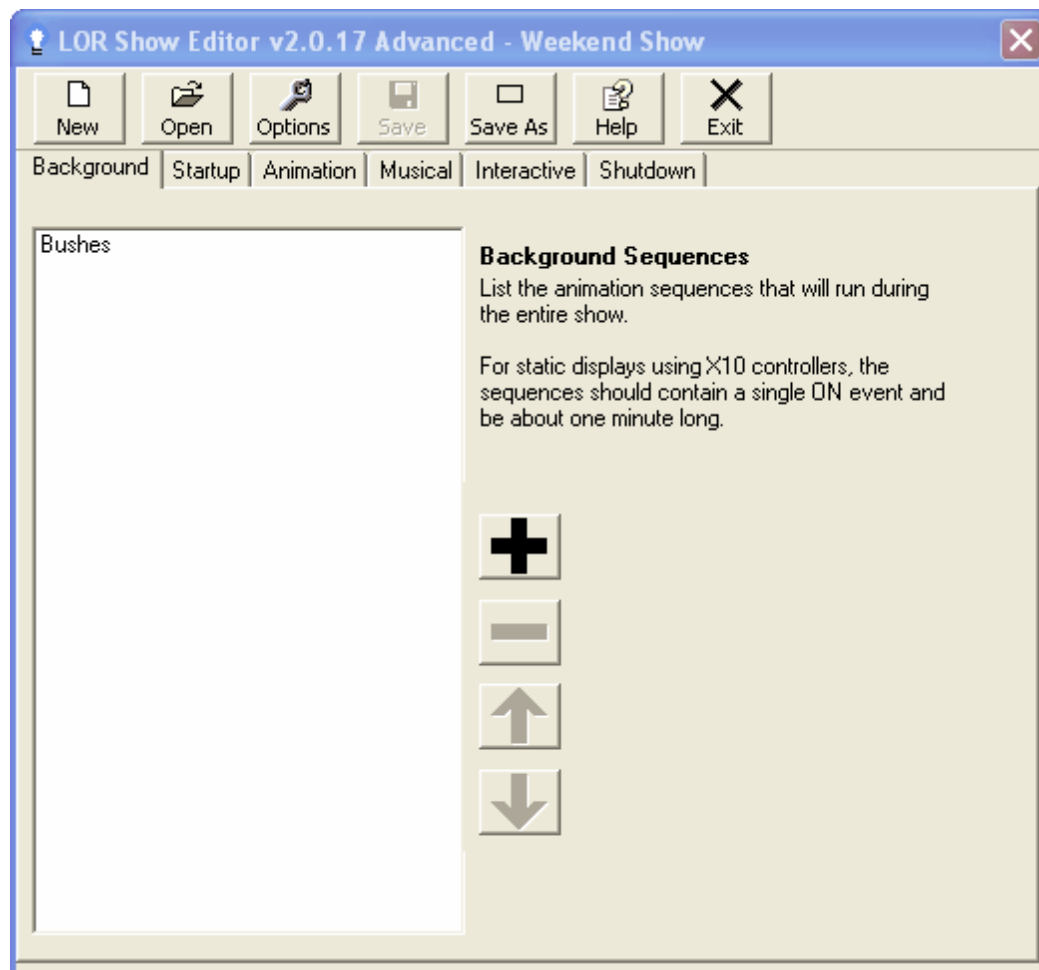 LOR Show Editor v2.0.17 Advanced - Weekend Show
New Open Options Save Save As Help Exit
Background Startup Animation Musical Interactive Shutdown
Bushes
Background Sequences
List the animation sequences that will run during
the entire show.
For static displays using X10 controllers, the
sequences should contain a single ON event and
be about one minute long.